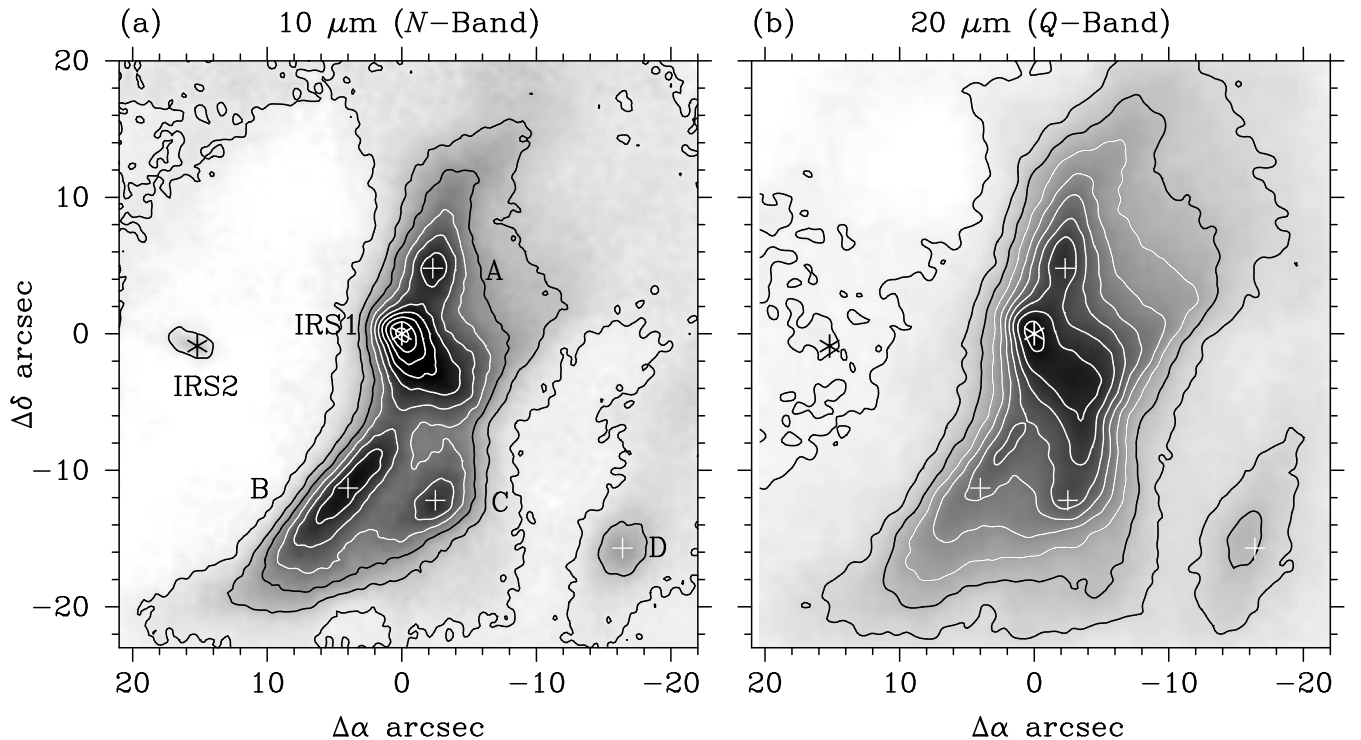 (a) 10 μm (N−Band)
(b) 20 μm (Q−Band)
20
10
0
−10
−20
Δδ arcsec
A
IRS1
IRS2
B
C
D
20 10 0 −10 −20
20 10 0 −10 −20
Δα arcsec
Δα arcsec